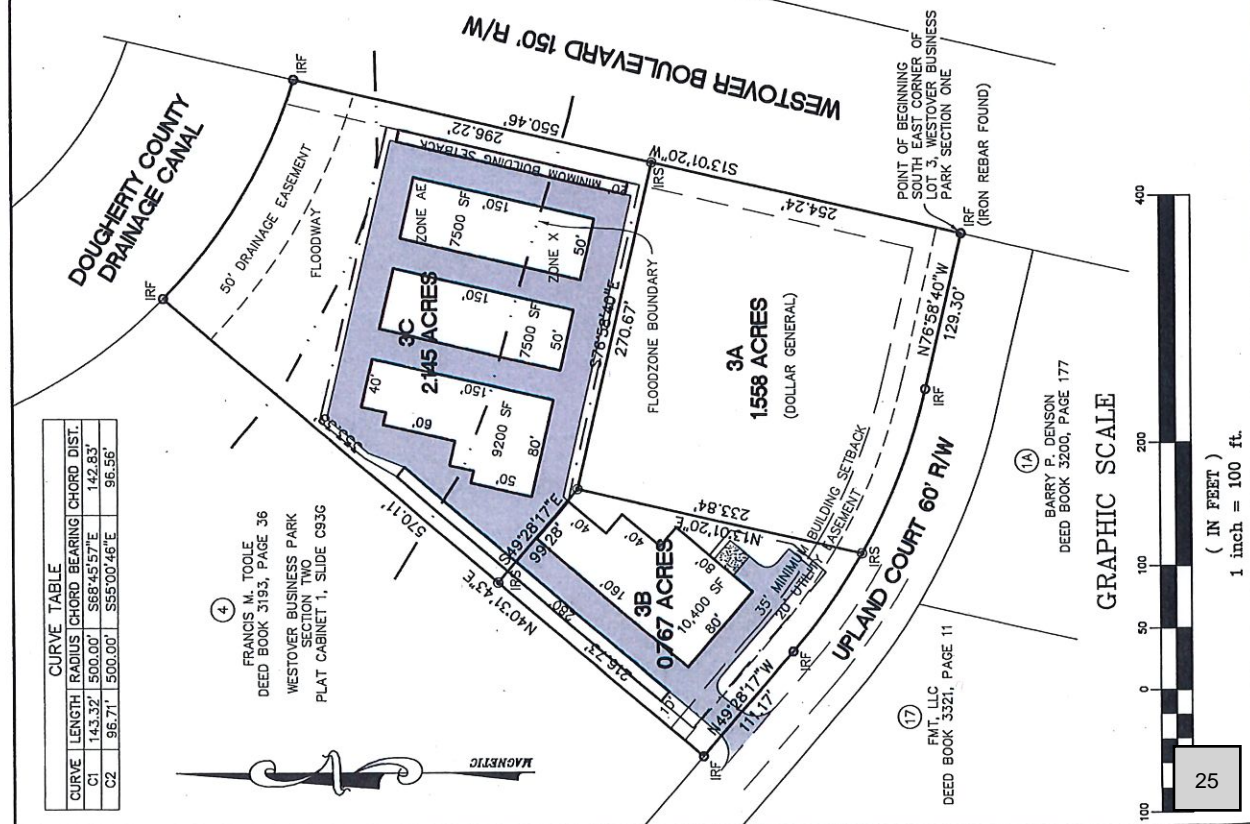 CURVE TABLE
CURVE LENGTH RADIUS CHORD BEARING CHORD DIST.
C1 143.32' 500.00' S68°45'57"E 142.83'
C2 96.71' 500.00' S55°00'46"E 96.56'
DOUGHERTY COUNTY
DRAINAGE CANAL
IRF
IRF
50' DRAINAGE EASEMENT
FLOODWAY
WESTOVER BOULEVARD 150' R/W
550.46'
296.22'
MINIMUM BUILDING SETBACK
S13°01'20"W
IRS
254.24'
4
FRANCIS M. TOOLE
DEED BOOK 3193, PAGE 36
WESTOVER BUSINESS PARK
SECTION TWO
PLAT CABINET 1, SLIDE C93G
570.11'
N40°31'43"E
ZONE AE
7500 SF
150'
ZONE X
50'
3C
2.145 ACRES
150'
7500 SF
50'
40'
60'
150'
9200 SF
50'
80'
S76°58'40"E
270.67'
FLOODZONE BOUNDARY
S49°28'17"E
99.28'
IRS
3A
1.558 ACRES
(DOLLAR GENERAL)
N13°01'20"E
233.84'
3B
0.767 ACRES
10,400 SF
40'
40'
80'
160'
80'
280'
216.73'
10'
35' MINIMUM BUILDING SETBACK
20' UTILITY EASEMENT
N49°28'17"W
111.17'
IRF
IRF
IRS
IRF
N76°58'40"W
129.30'
IRF
(IRON REBAR FOUND)
POINT OF BEGINNING
SOUTH EAST CORNER OF
LOT 3, WESTOVER BUSINESS
PARK SECTION ONE
UPLAND COURT 60' R/W
MAGNETIC
17
FMT, LLC
DEED BOOK 3321, PAGE 11
1A
BARRY P. DENSON
DEED BOOK 3200, PAGE 177
GRAPHIC SCALE
100 0 50 100 200 400
( IN FEET )
1 inch = 100 ft.
25